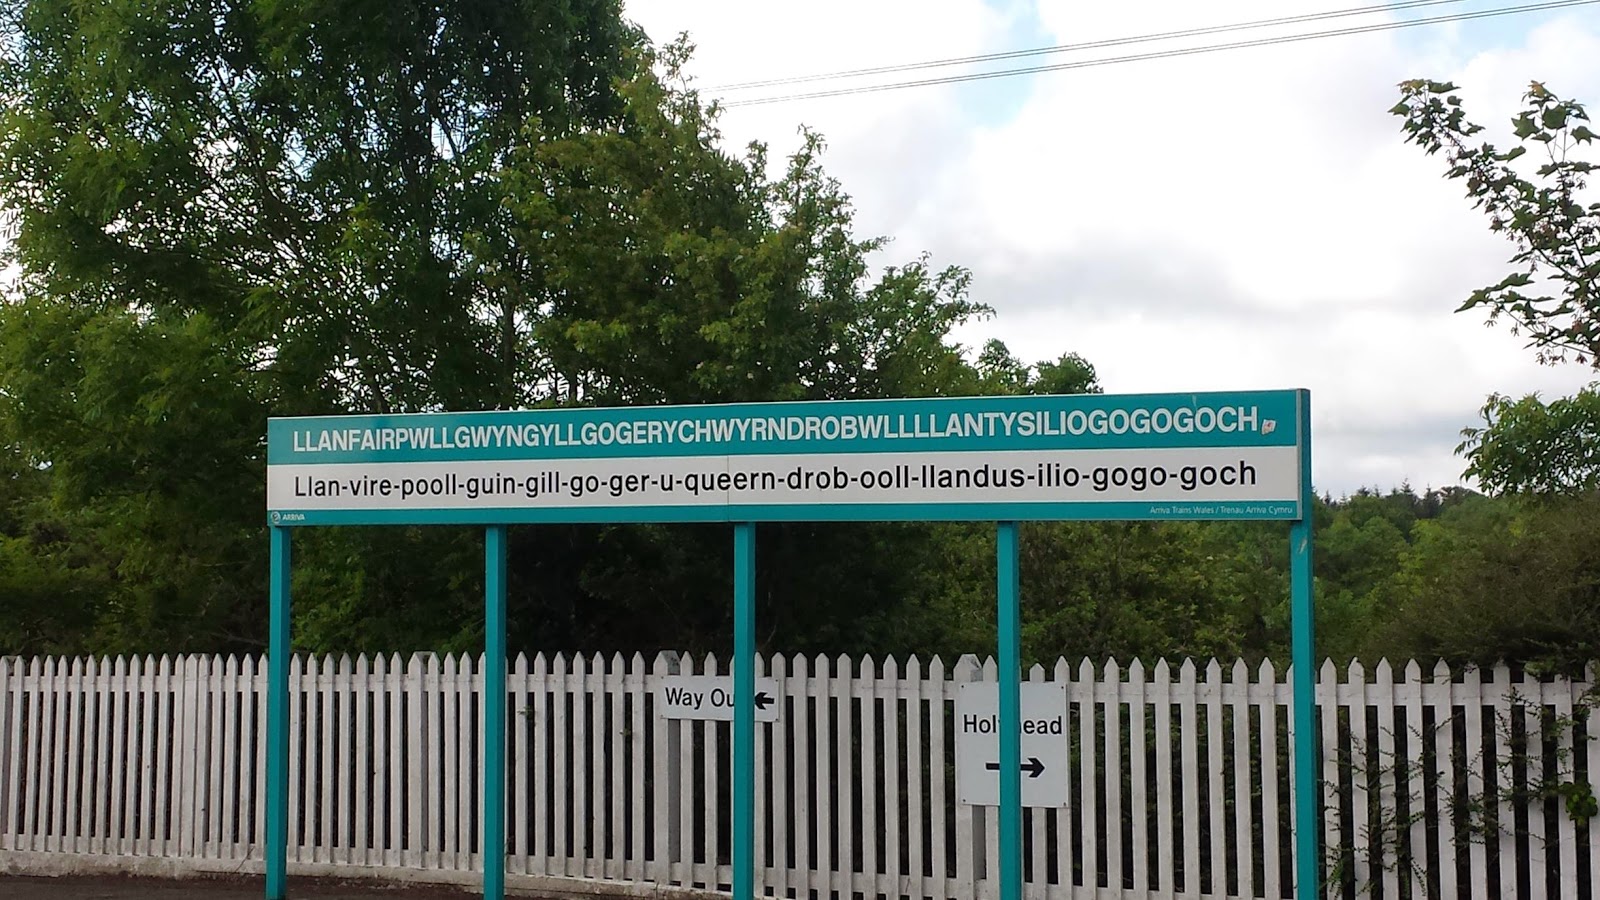 LLANFAIRPWLLGWYNGYLLGOGERYCHWYRNDROBWLLLLANTYSILIOGOGOGOCH
Llan-vire-pooll-guin-gill-go-ger-u-queern-drob-ooll-llandus-ilio-gogo-goch
ARRIVA
Arriva Trains Wales / Trenau Arriva Cymru
Way Out
Holyhead